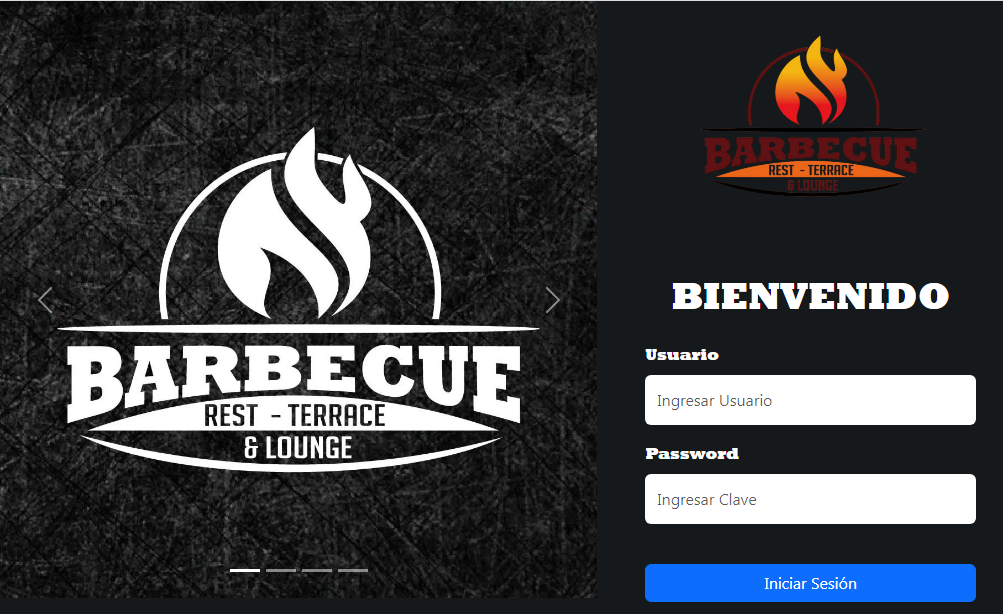 BARBECUE
REST - TERRACE
& LOUNGE
BARBECUE
REST - TERRACE
& LOUNGE
BIENVENIDO
Usuario
Ingresar Usuario
Password
Ingresar Clave
Iniciar Sesión